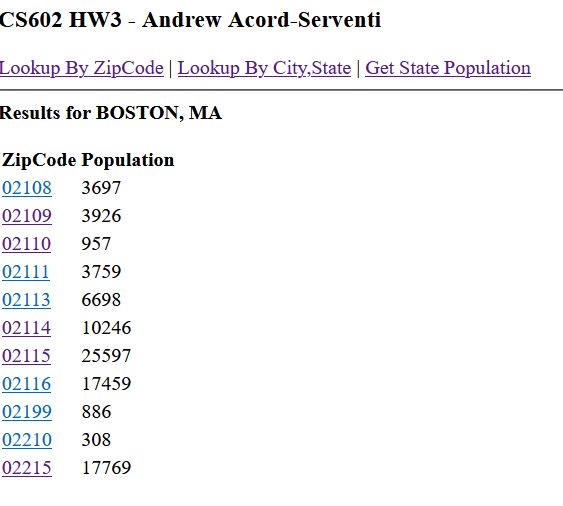 CS602 HW3 - Andrew Acord-Serventi
Lookup By ZipCode | Lookup By City,State | Get State Population
Results for BOSTON, MA
ZipCode Population
02108 3697
02109 3926
02110 957
02111 3759
02113 6698
02114 10246
02115 25597
02116 17459
02199 886
02210 308
02215 17769